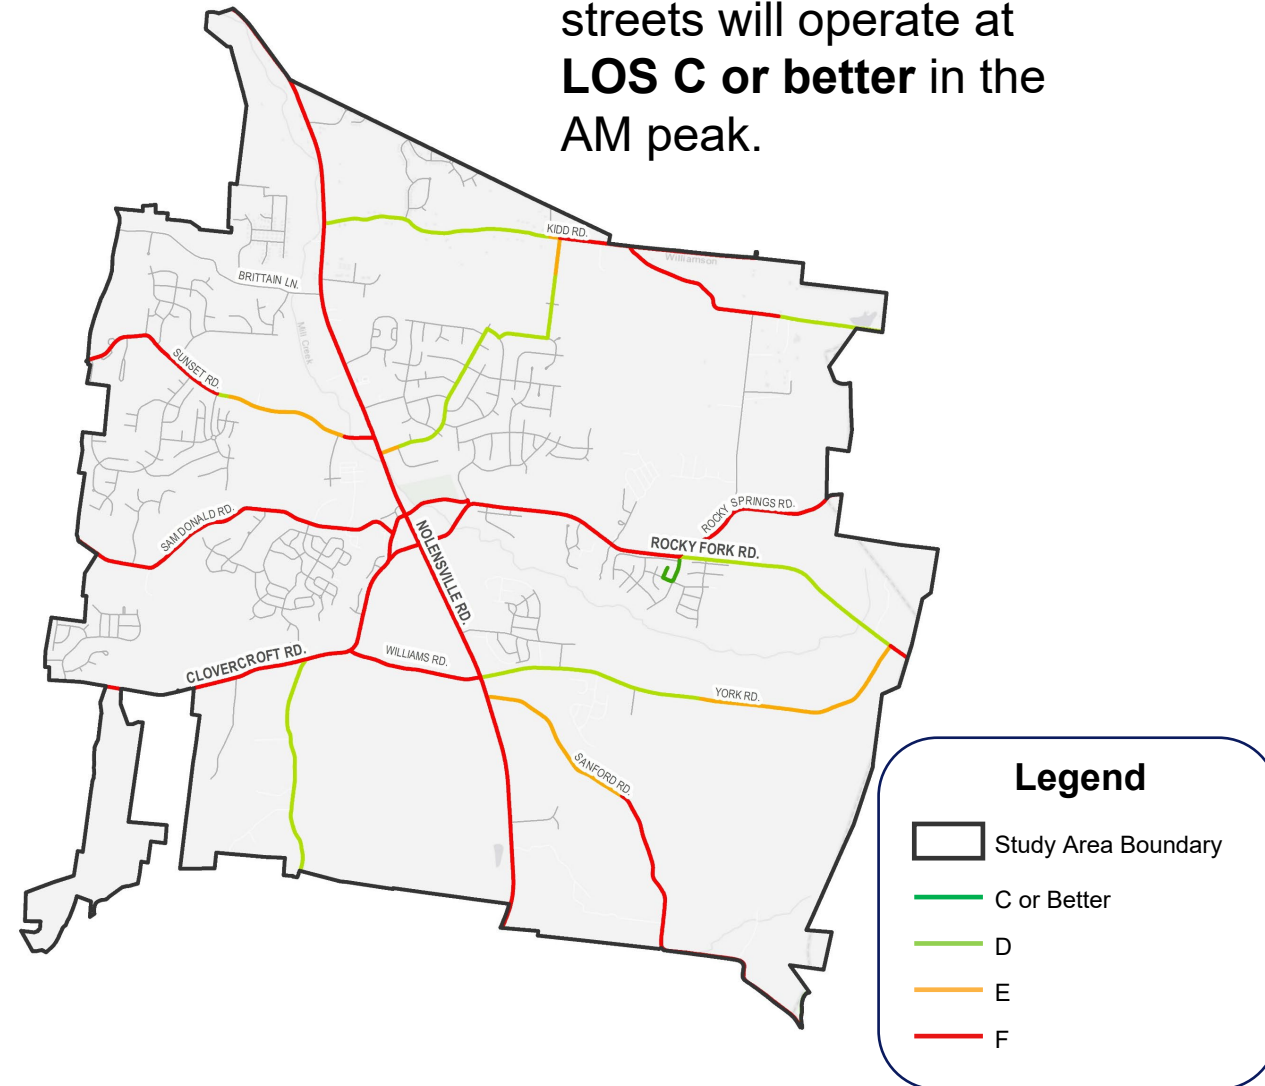 streets will operate at
LOS C or better in the
AM peak.
KIDD RD.
Williamson
BRITTAIN LN.
Mill Creek
SUNSET RD.
ROCKY SPRINGS RD.
SAM DONALD RD.
NOLENSVILLE RD.
ROCKY FORK RD.
CLOVERCROFT RD.
WILLIAMS RD.
YORK RD.
SANFORD RD.
Legend
Study Area Boundary
C or Better
D
E
F